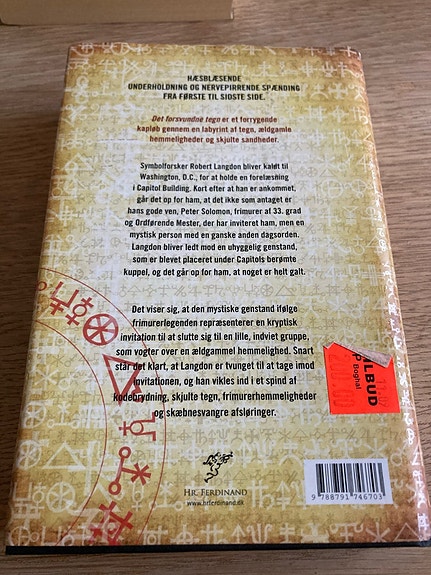 HÆSBLÆSENDE
UNDERHOLDNING OG NERVEPIRRENDE SPÆNDING
FRA FØRSTE TIL SIDSTE SIDE.
Det forsvundne tegn er et forrygende
kapløb gennem en labyrint af tegn, ældgamle
hemmeligheder og skjulte sandheder.
Symbolforsker Robert Langdon bliver kaldt til
Washington, D.C., for at holde en forelæsning
i Capitol Building. Kort efter at han er ankommet,
går det op for ham, at det ikke som antaget er
hans gode ven, Peter Solomon, frimurer af 33. grad
og Ordførende Mester, der har inviteret ham, men en
mystisk person med en ganske anden dagsorden.
Langdon bliver ledt mod en uhyggelig genstand,
som er blevet placeret under Capitols berømte
kuppel, og det går op for ham, at noget er helt galt.
Det viser sig, at den mystiske genstand ifølge
frimurerlegenden repræsenterer en kryptisk
invitation til at slutte sig til en lille, indviet gruppe,
som vogter over en ældgammel hemmelighed. Snart
står det klart, at Langdon er tvunget til at tage imod
invitationen, og han vikles ind i et spind af
kodebrydning, skjulte tegn, frimurerhemmeligheder
og skæbnesvangre afsløringer.
LBUD
P
Boghal
HR. FERDINAND
www.hrferdinand.dk
9 788791 746703